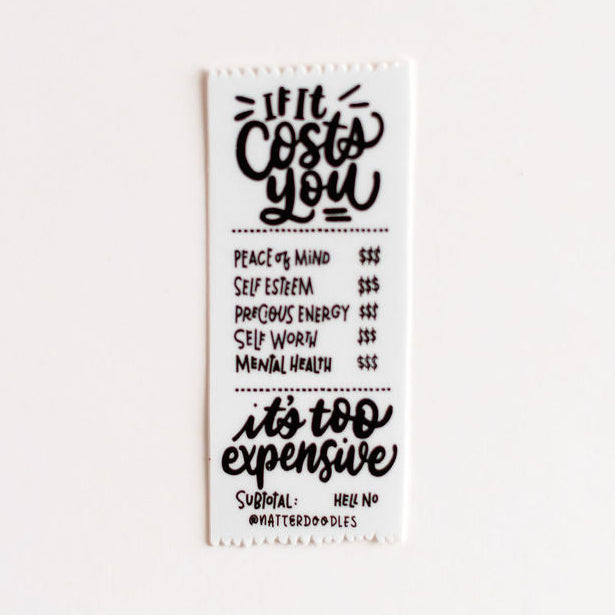 IF It
Costs
you
PEACE of MiND $$$
SELF ESTEEM $$$
PRECIOUS ENERGY $$$
SELF WORTH $$$
MENTAL HEALTH $$$
it's too
expensive
SUBTOTAL: HELL NO
@NATTERDOODLES